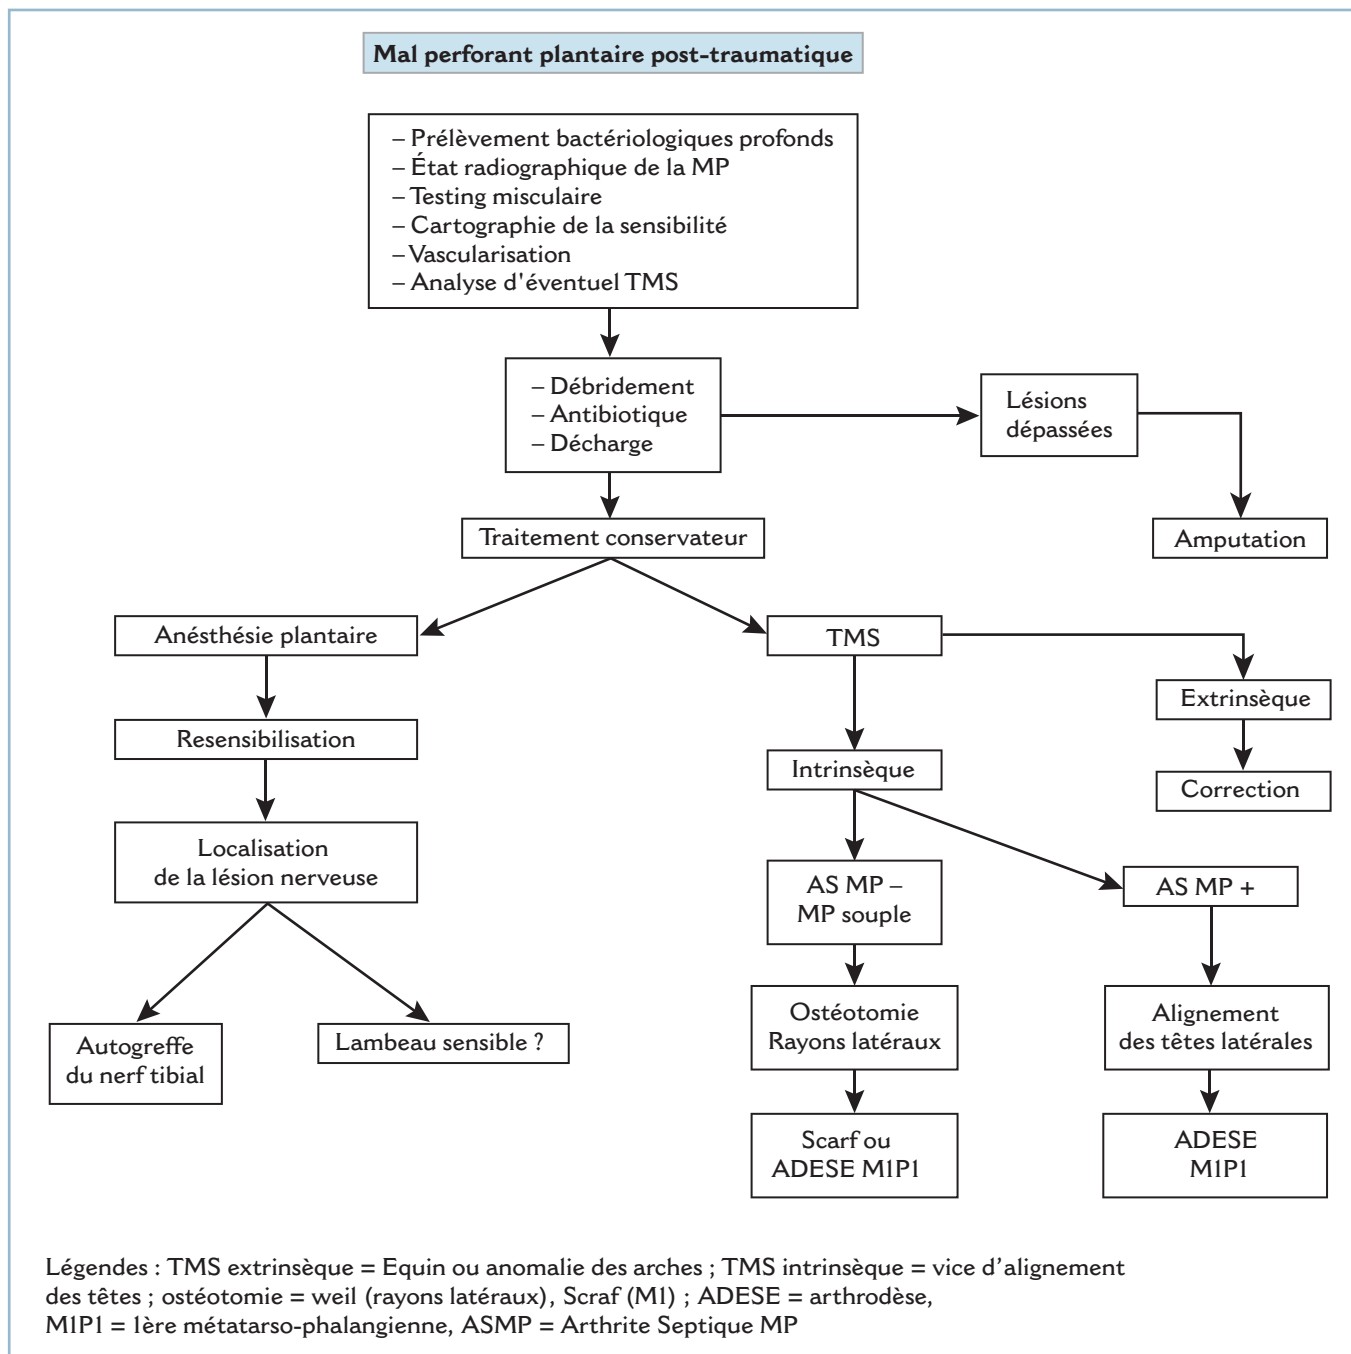 Mal perforant plantaire post-traumatique
– Prélèvement bactériologiques profonds
– État radiographique de la MP
– Testing misculaire
– Cartographie de la sensibilité
– Vascularisation
– Analyse d'éventuel TMS
– Débridement
– Antibiotique
– Décharge
Lésions
dépassées
Traitement conservateur
Amputation
Anésthésie plantaire
TMS
Extrinsèque
Resensibilisation
Intrinsèque
Correction
Localisation
de la lésion nerveuse
AS MP –
MP souple
AS MP +
Autogreffe
du nerf tibial
Lambeau sensible ?
Ostéotomie
Rayons latéraux
Alignement
des têtes latérales
Scarf ou
ADESE M1P1
ADESE
M1P1
Légendes : TMS extrinsèque = Equin ou anomalie des arches ; TMS intrinsèque = vice d’alignement
des têtes ; ostéotomie = weil (rayons latéraux), Scraf (M1) ; ADESE = arthrodèse,
M1P1 = 1ère métatarso-phalangienne, ASMP = Arthrite Septique MP